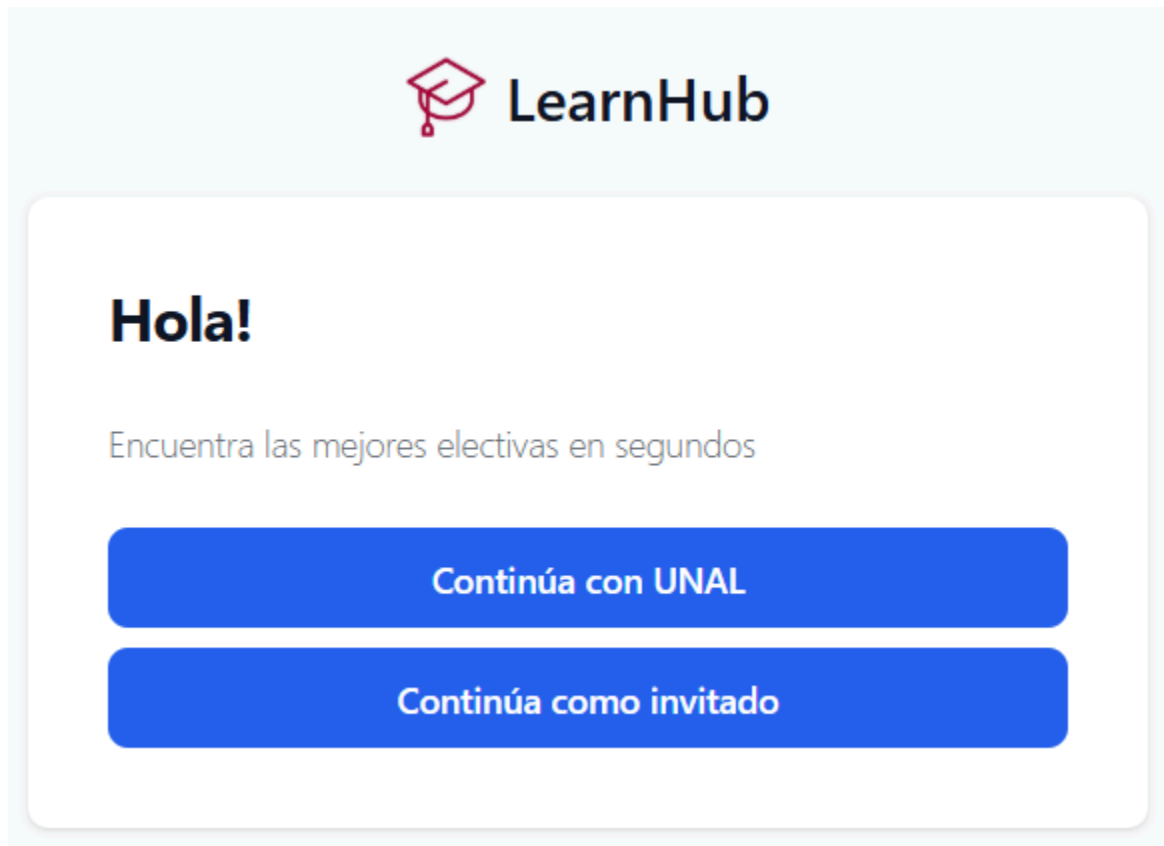 LearnHub
Hola!
Encuentra las mejores electivas en segundos
Continúa con UNAL
Continúa como invitado